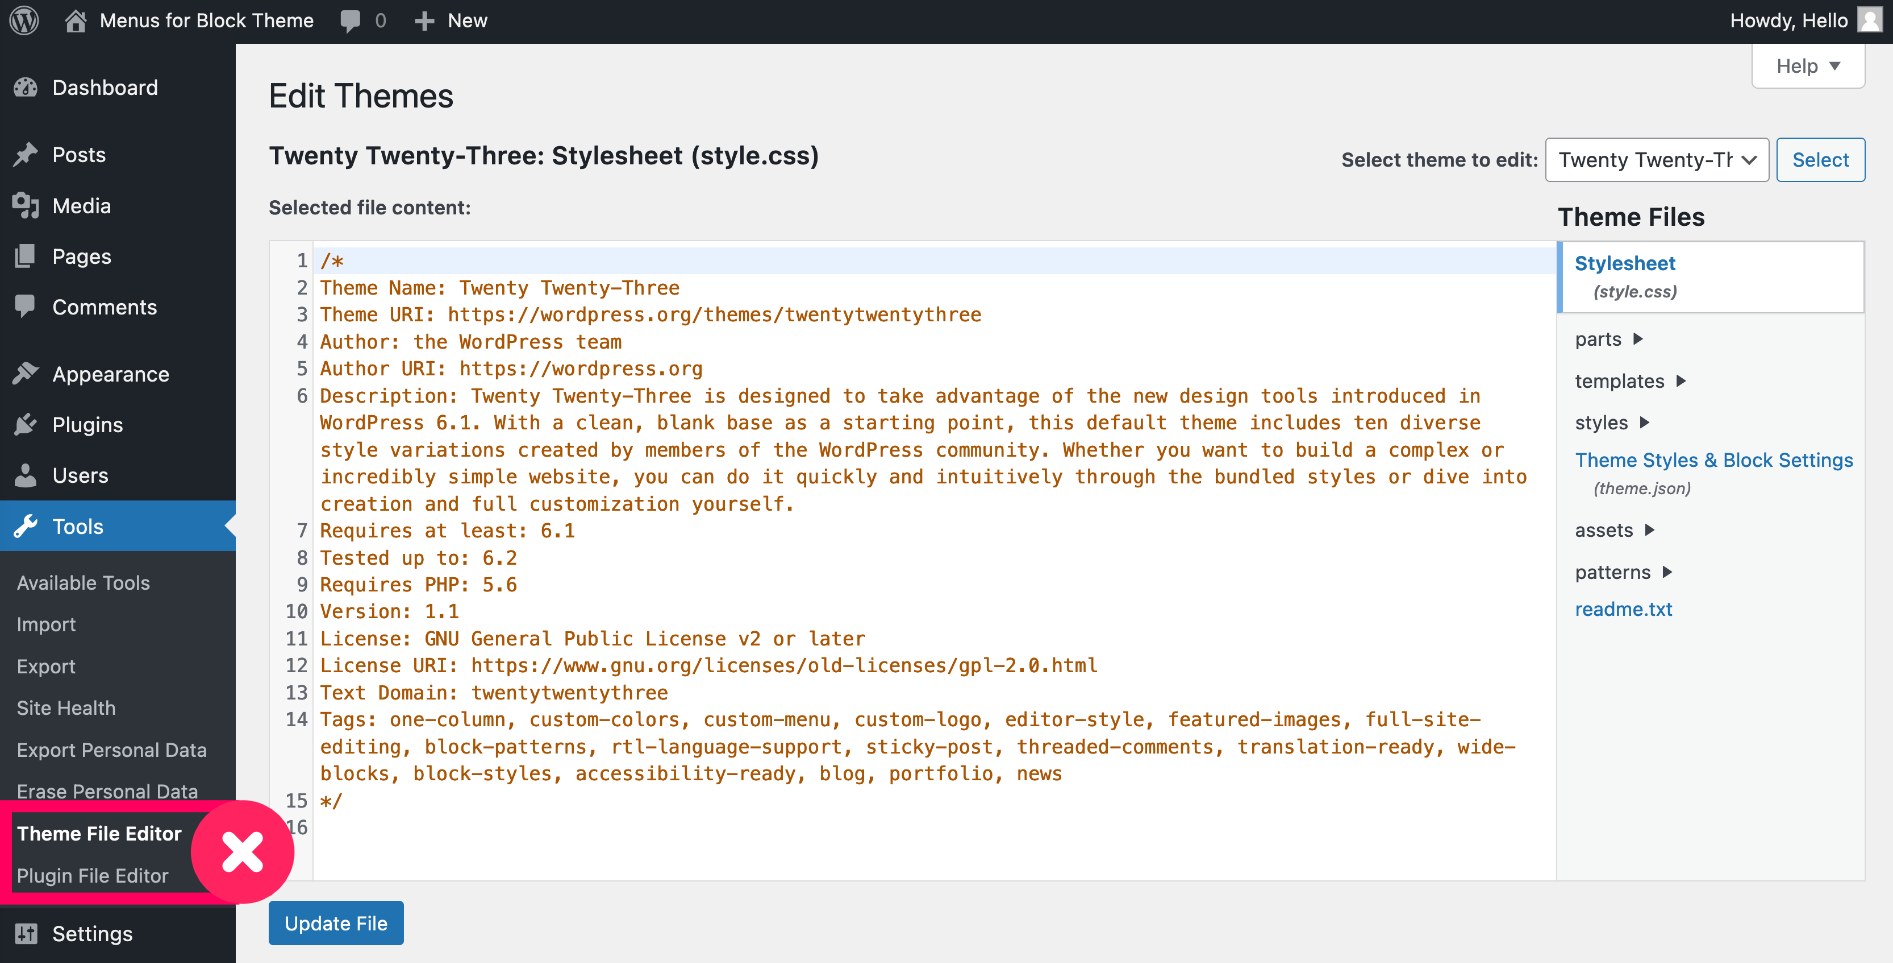 Menus for Block Theme 0 New Howdy, Hello
Help
Dashboard
Posts
Media
Pages
Comments
Appearance
Plugins
Users
Tools
Available Tools
Import
Export
Site Health
Export Personal Data
Erase Personal Data
Theme File Editor
Plugin File Editor
Settings
Edit Themes
Twenty Twenty-Three: Stylesheet (style.css)
Select theme to edit: Twenty Twenty-Th Select
Selected file content:
1 /*
2 Theme Name: Twenty Twenty-Three
3 Theme URI: https://wordpress.org/themes/twentytwentythree
4 Author: the WordPress team
5 Author URI: https://wordpress.org
6 Description: Twenty Twenty-Three is designed to take advantage of the new design tools introduced in
WordPress 6.1. With a clean, blank base as a starting point, this default theme includes ten diverse
style variations created by members of the WordPress community. Whether you want to build a complex or
incredibly simple website, you can do it quickly and intuitively through the bundled styles or dive into
creation and full customization yourself.
7 Requires at least: 6.1
8 Tested up to: 6.2
9 Requires PHP: 5.6
10 Version: 1.1
11 License: GNU General Public License v2 or later
12 License URI: https://www.gnu.org/licenses/old-licenses/gpl-2.0.html
13 Text Domain: twentytwentythree
14 Tags: one-column, custom-colors, custom-menu, custom-logo, editor-style, featured-images, full-site-
editing, block-patterns, rtl-language-support, sticky-post, threaded-comments, translation-ready, wide-
blocks, block-styles, accessibility-ready, blog, portfolio, news
15 */
16
Theme Files
Stylesheet
(style.css)
parts
templates
styles
Theme Styles & Block Settings
(theme.json)
assets
patterns
readme.txt
Update File